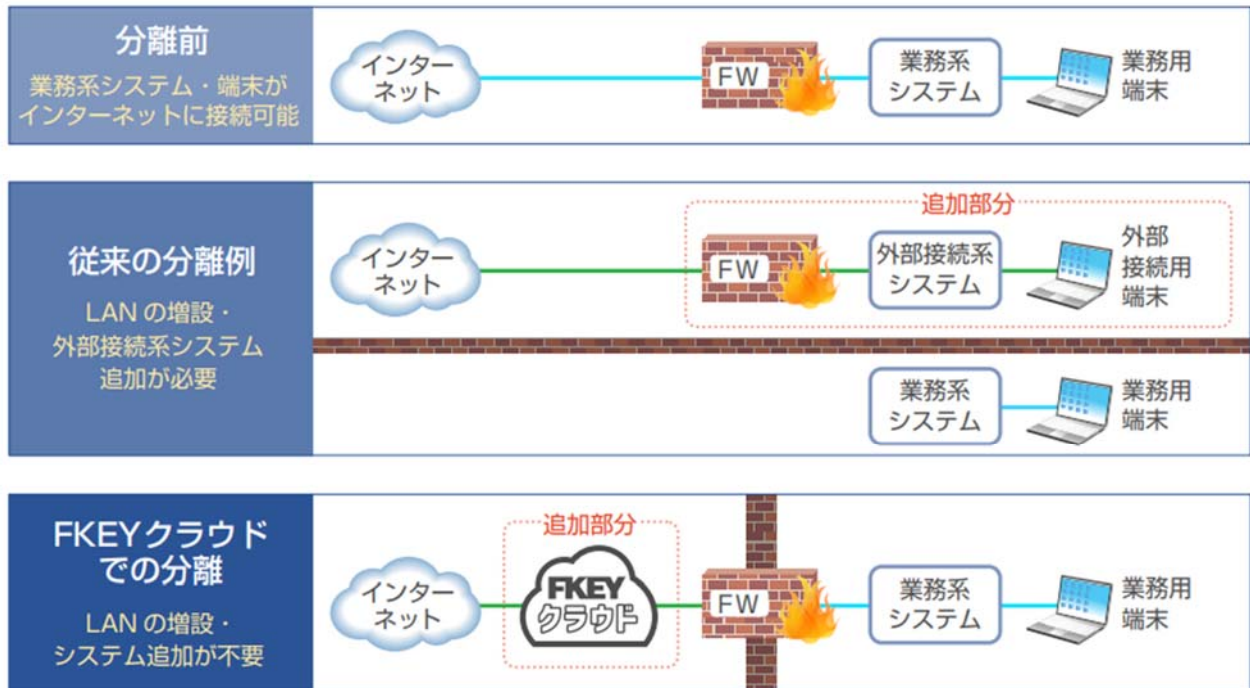 分離前
業務系システム・端末が
インターネットに接続可能
インター
ネット
FW
業務系
システム
業務用
端末
従来の分離例
LANの増設・
外部接続系システム
追加が必要
追加部分
インター
ネット
FW
外部接続系
システム
外部
接続用
端末
業務系
システム
業務用
端末
FKEYクラウド
での分離
LANの増設・
システム追加が不要
追加部分
インター
ネット
FKEY
クラウド
FW
業務系
システム
業務用
端末